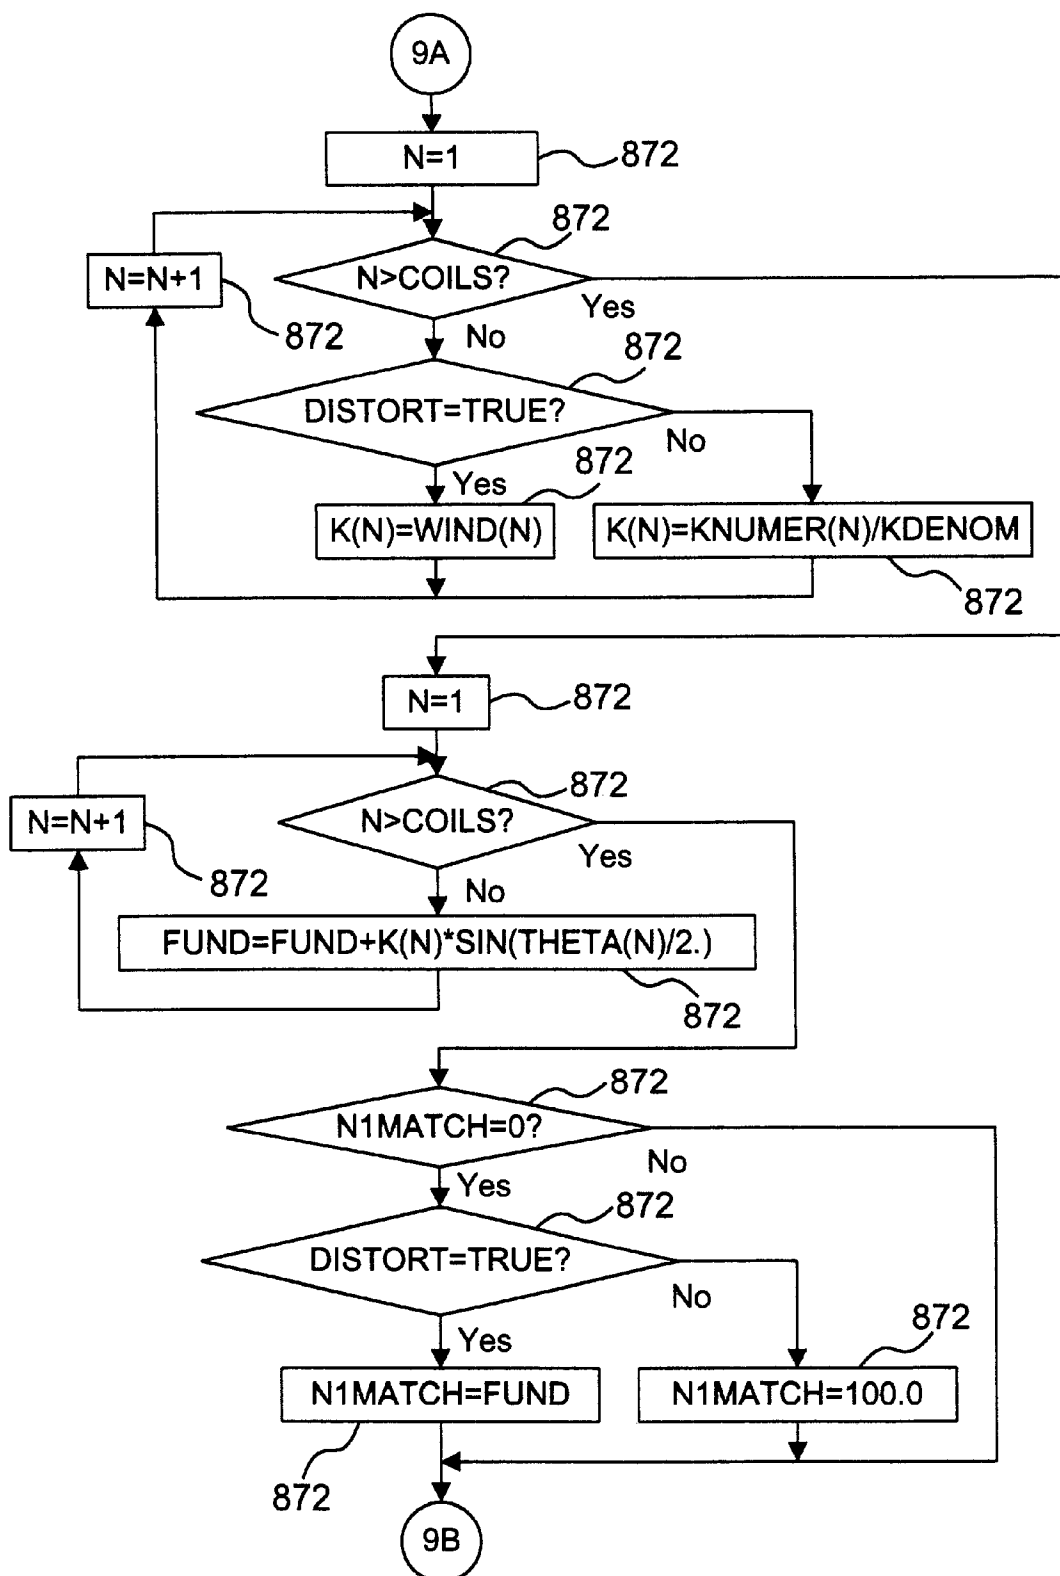 9A
N=1
872
872
N>COILS?
N=N+1
Yes
872
No
872
DISTORT=TRUE?
No
872
Yes
K(N)=WIND(N)
K(N)=KNUMER(N)/KDENOM
872
N=1
872
872
N>COILS?
N=N+1
Yes
872
No
FUND=FUND+K(N)*SIN(THETA(N)/2.)
872
872
N1MATCH=0?
No
Yes
872
DISTORT=TRUE?
No
872
Yes
N1MATCH=FUND
N1MATCH=100.0
872
9B